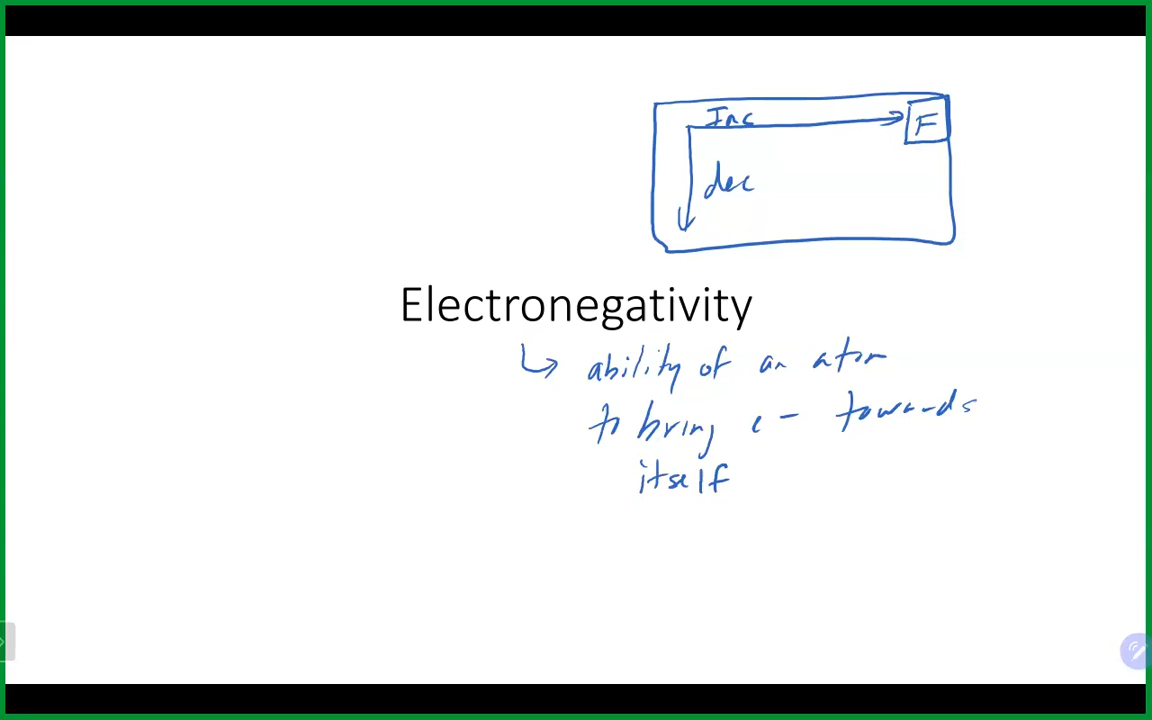 Inc
F
dec
Electronegativity
↳ ability of an atom
to bring e- towards
itself